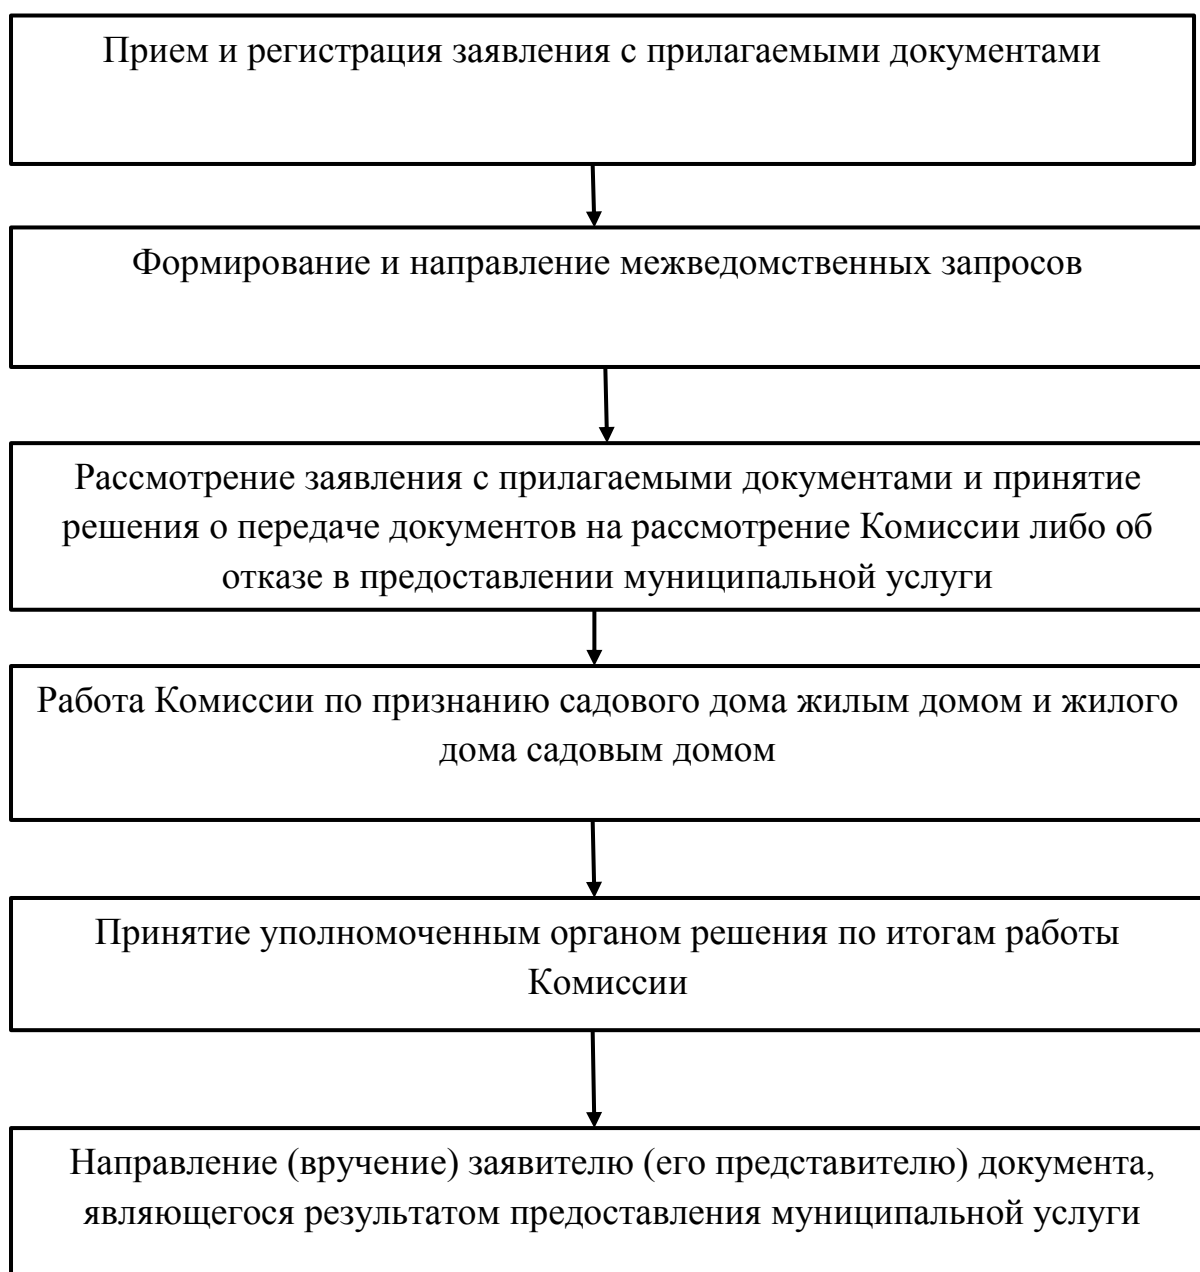 Прием и регистрация заявления с прилагаемыми документами
Формирование и направление межведомственных запросов
Рассмотрение заявления с прилагаемыми документами и принятие
решения о передаче документов на рассмотрение Комиссии либо об
отказе в предоставлении муниципальной услуги
Работа Комиссии по признанию садового дома жилым домом и жилого
дома садовым домом
Принятие уполномоченным органом решения по итогам работы
Комиссии
Направление (вручение) заявителю (его представителю) документа,
являющегося результатом предоставления муниципальной услуги